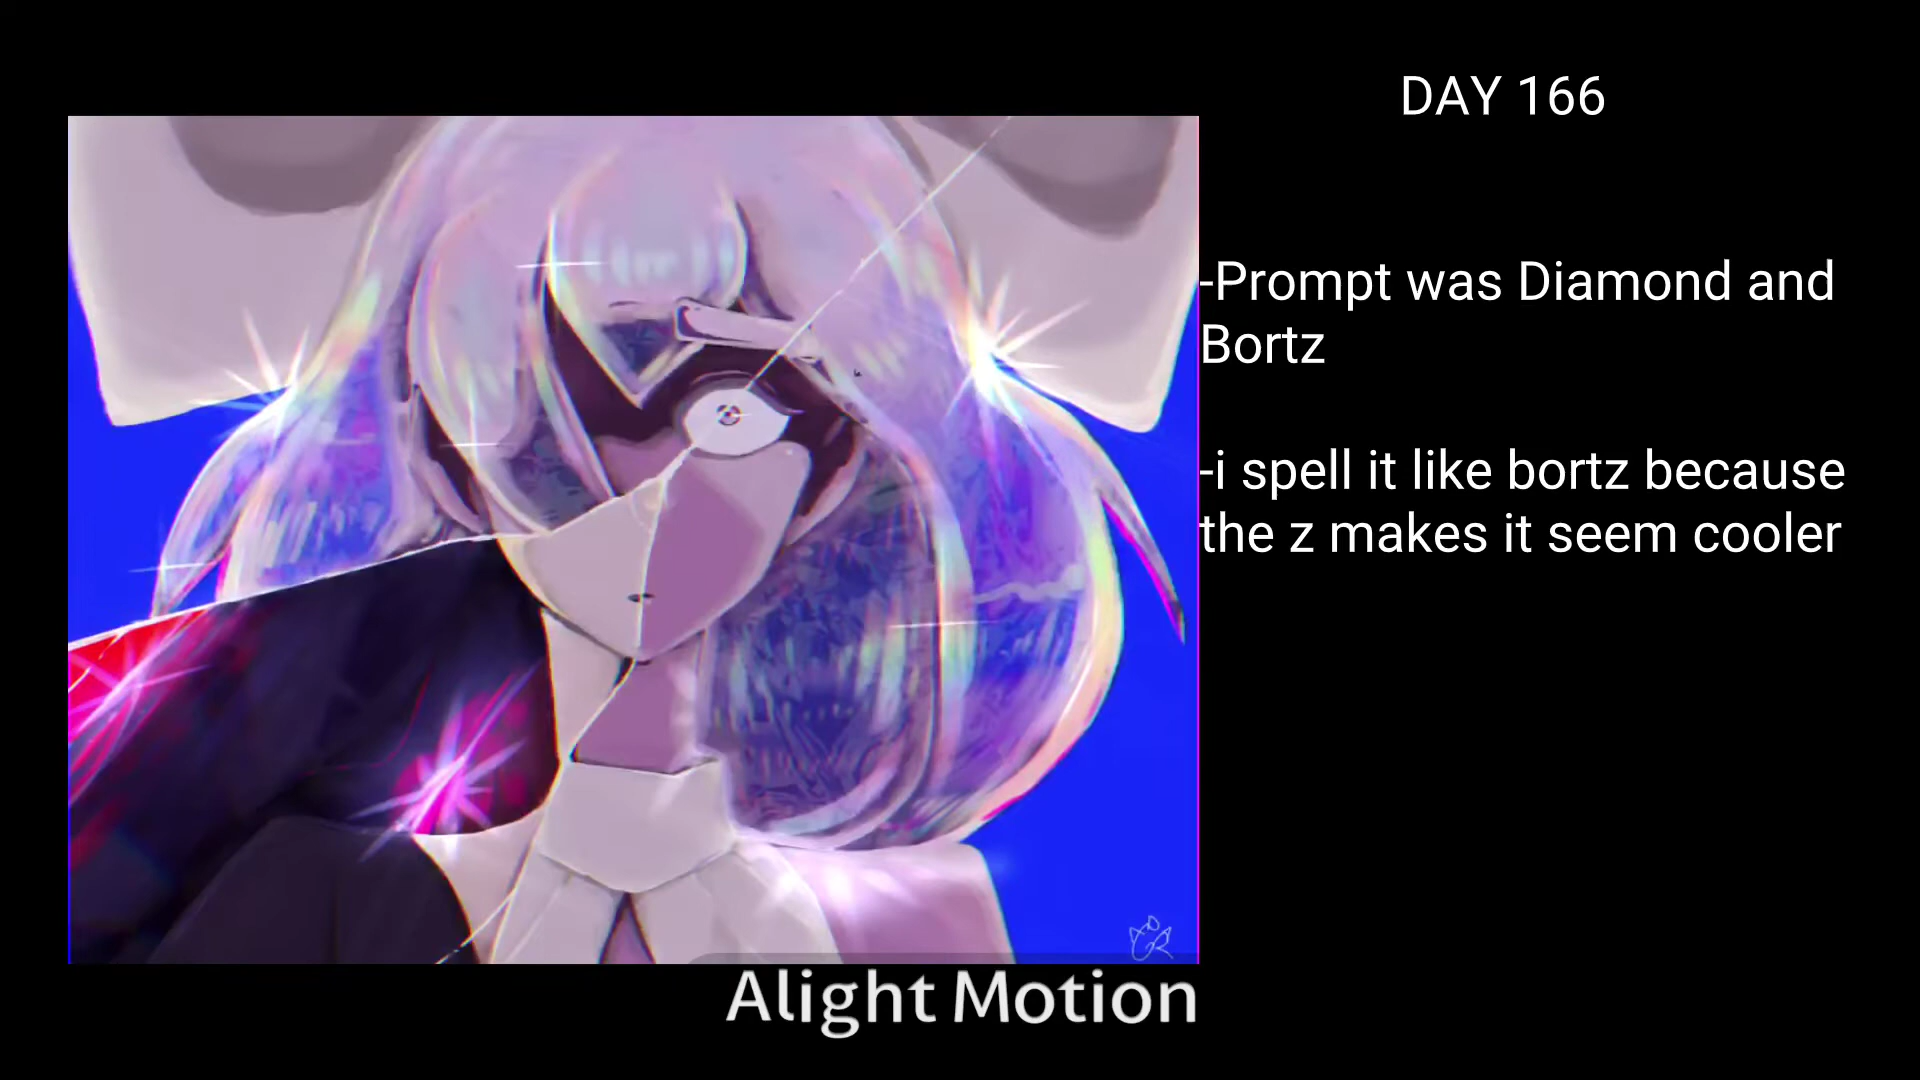 DAY 166
-Prompt was Diamond and
Bortz
-i spell it like bortz because
the z makes it seem cooler
Alight Motion